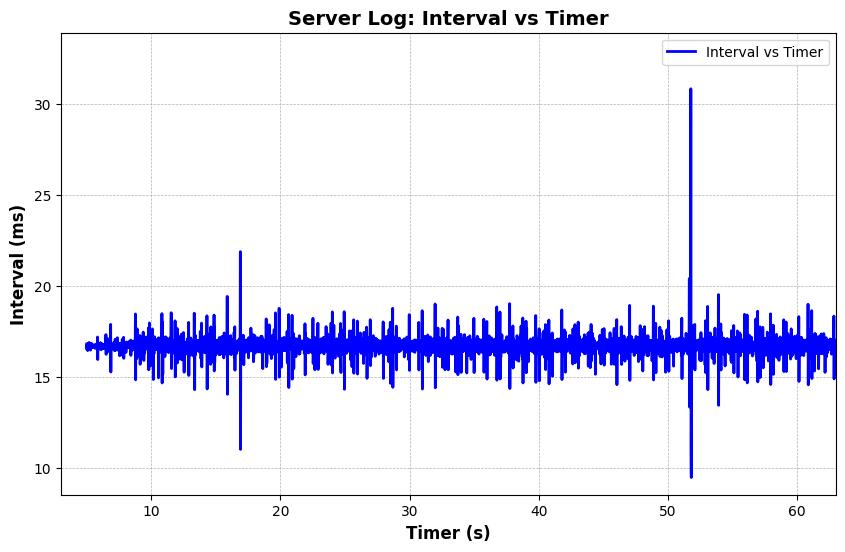 Server Log: Interval vs Timer
Interval vs Timer
30
25
20
15
10
Interval (ms)
10 20 30 40 50 60
Timer (s)